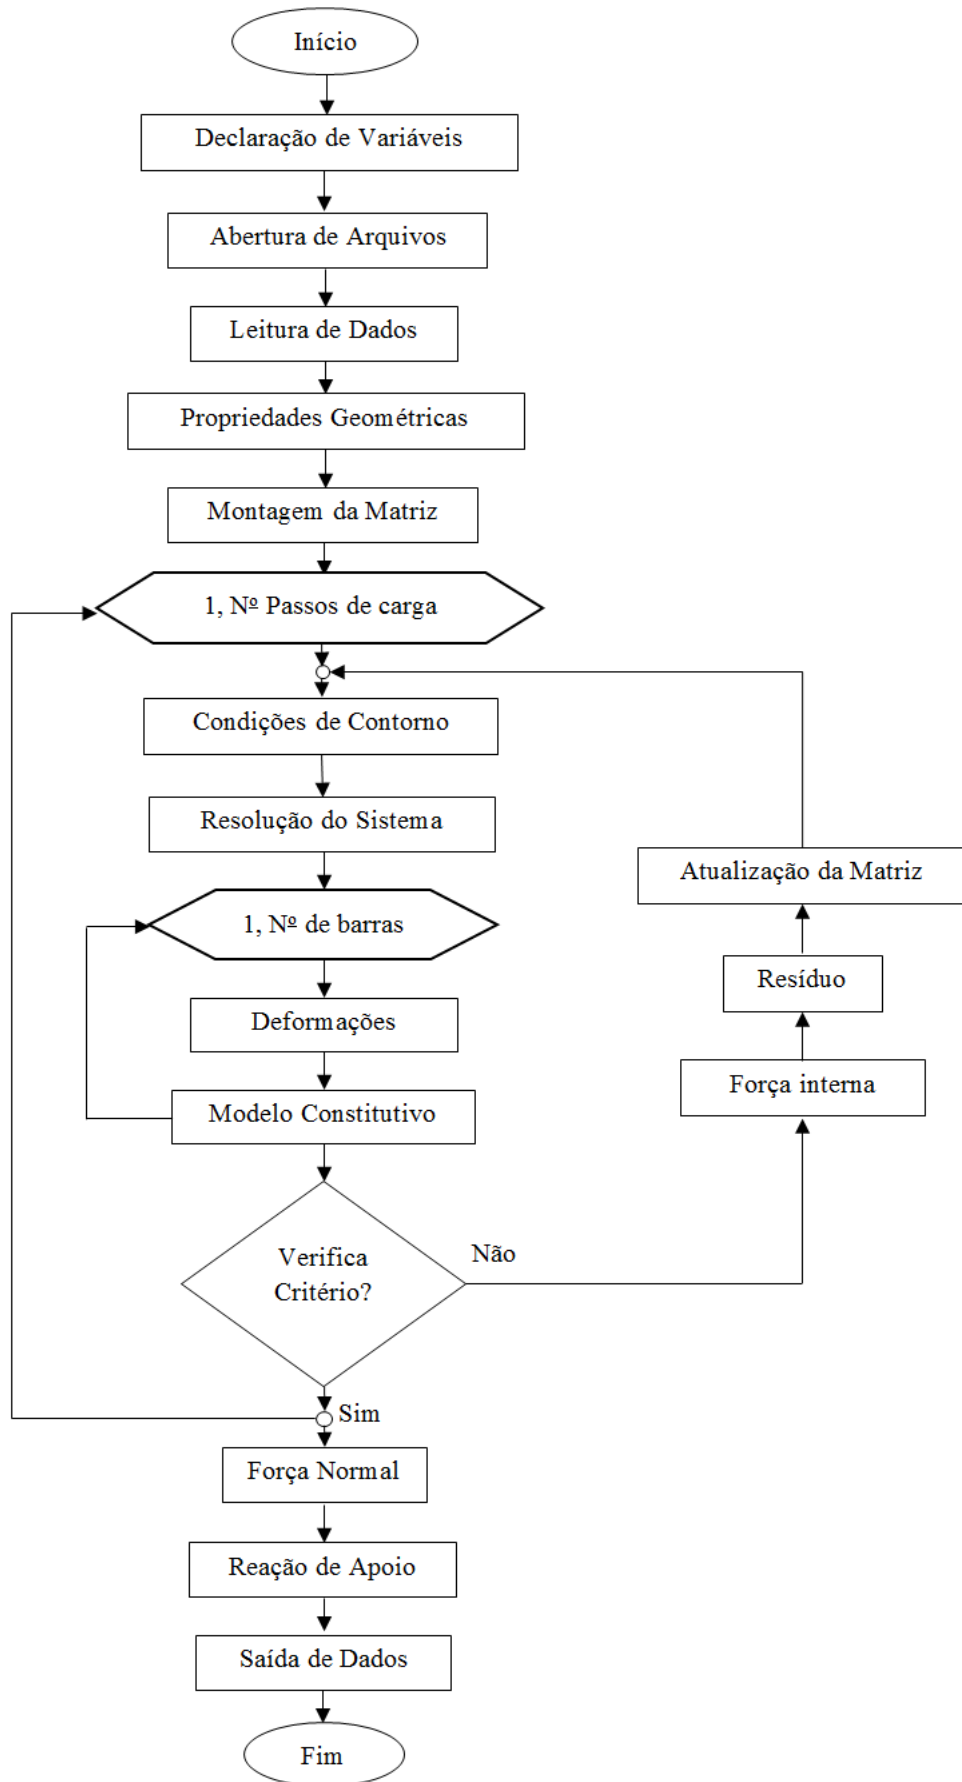 Início
Declaração de Variáveis
Abertura de Arquivos
Leitura de Dados
Propriedades Geométricas
Montagem da Matriz
1, Nº Passos de carga
Condições de Contorno
Resolução do Sistema
1, Nº de barras
Deformações
Modelo Constitutivo
Verifica
Critério?
Não
Força interna
Resíduo
Atualização da Matriz
Sim
Força Normal
Reação de Apoio
Saída de Dados
Fim